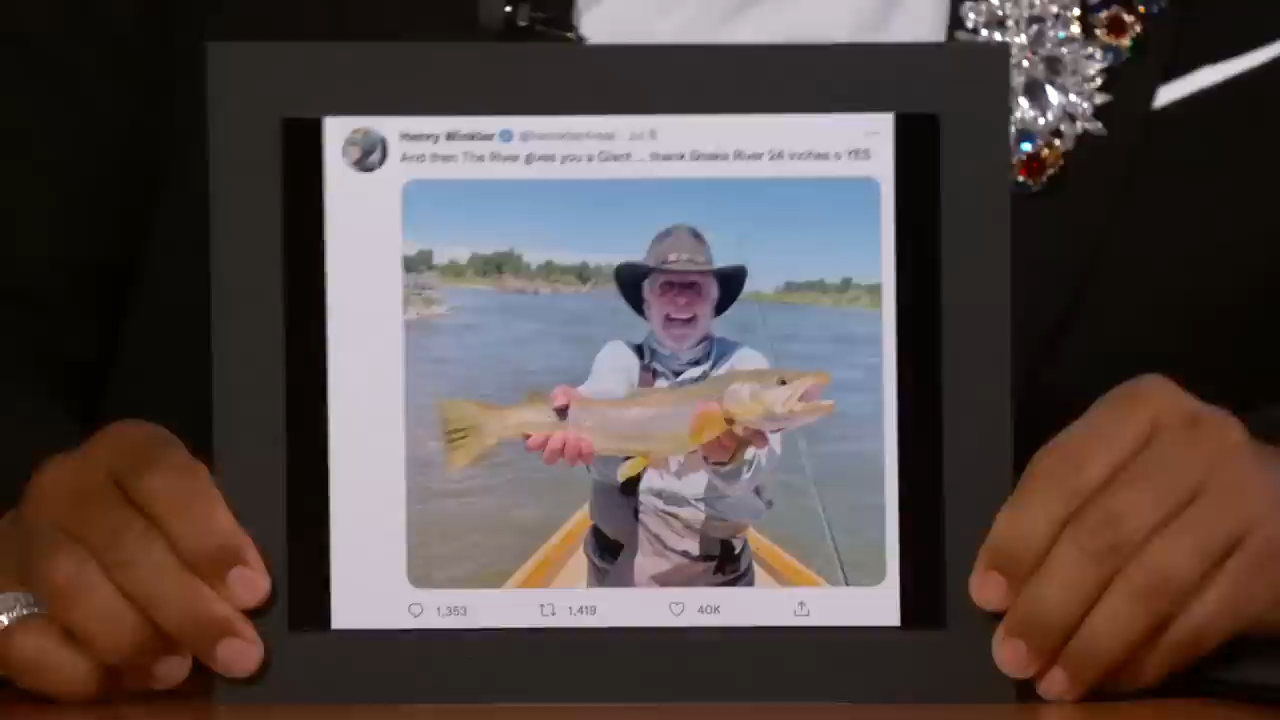 Henry Winkler
And then The River gives you a Giant ... thank Snake River 24 inches o YES
1,353 1,419 40K